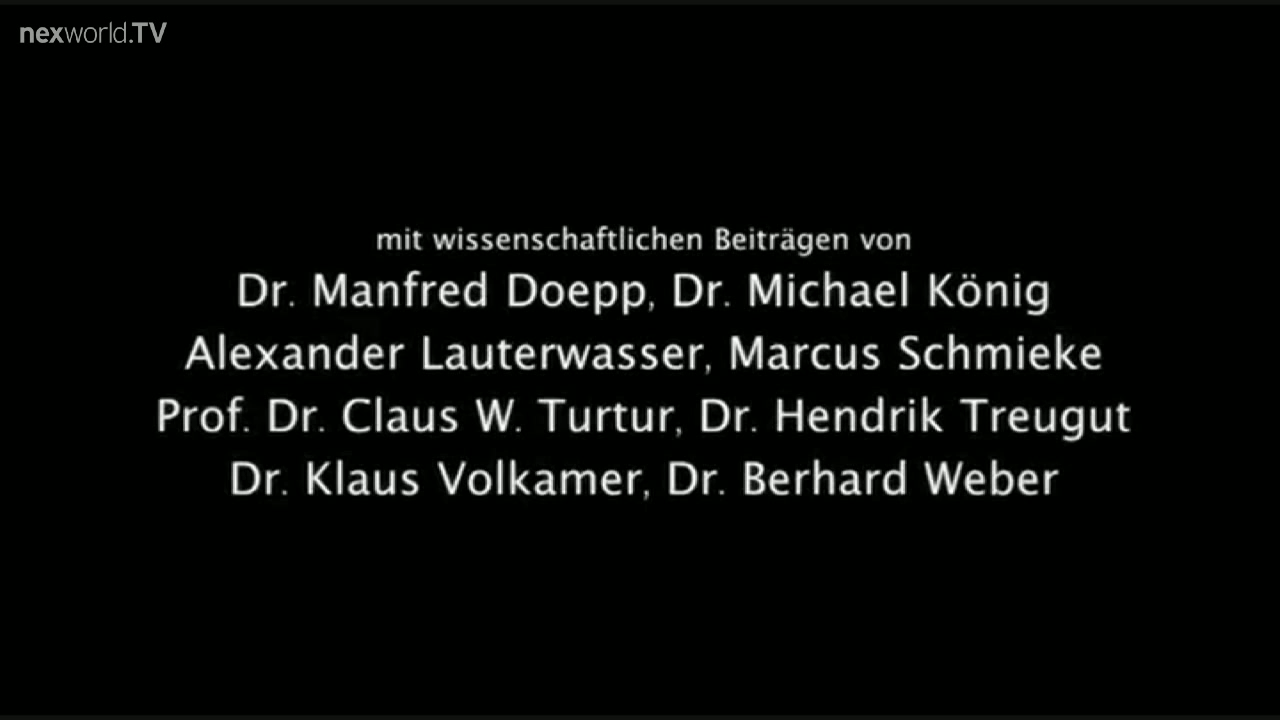 nexworld.TV
mit wissenschaftlichen Beiträgen von
Dr. Manfred Doepp, Dr. Michael König
Alexander Lauterwasser, Marcus Schmieke
Prof. Dr. Claus W. Turtur, Dr. Hendrik Treugut
Dr. Klaus Volkamer, Dr. Berhard Weber